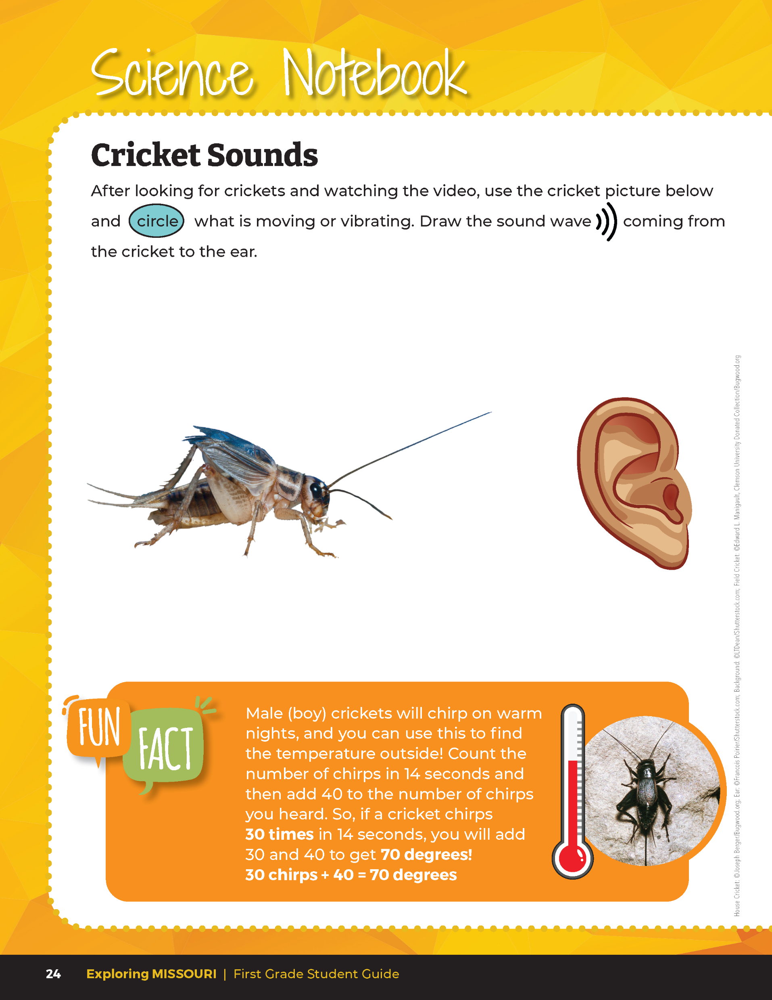 Science Notebook
Cricket Sounds
After looking for crickets and watching the video, use the cricket picture below
and circle what is moving or vibrating. Draw the sound wave coming from
the cricket to the ear.
FUN
FACT
Male (boy) crickets will chirp on warm
nights, and you can use this to find
the temperature outside! Count the
number of chirps in 14 seconds and
then add 40 to the number of chirps
you heard. So, if a cricket chirps
30 times in 14 seconds, you will add
30 and 40 to get 70 degrees!
30 chirps + 40 = 70 degrees
House Cricket: ©Joseph Berger/Bugwood.org; Ear: ©Francois Poirier/Shutterstock.com; Background: ©LTDean/Shutterstock.com; Field Cricket: ©Edward L. Manigault, Clemson University Donated Collection/Bugwood.org
24 Exploring MISSOURI | First Grade Student Guide